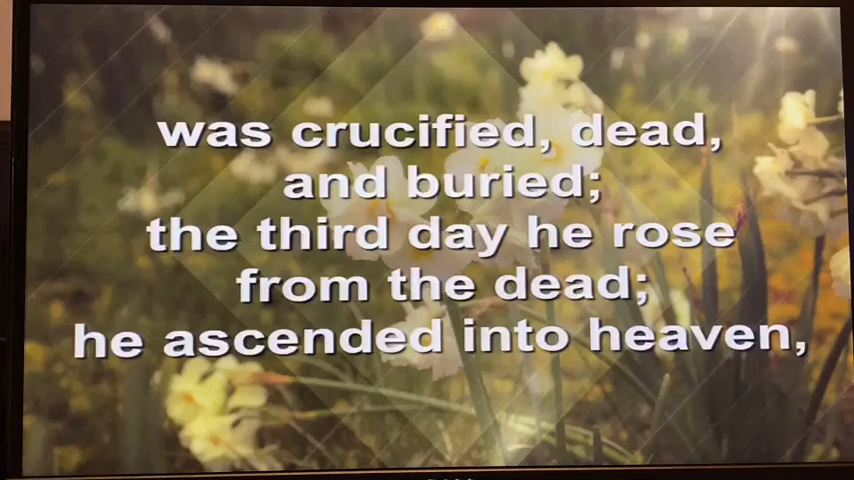 was crucified, dead,
and buried;
the third day he rose
from the dead;
he ascended into heaven,